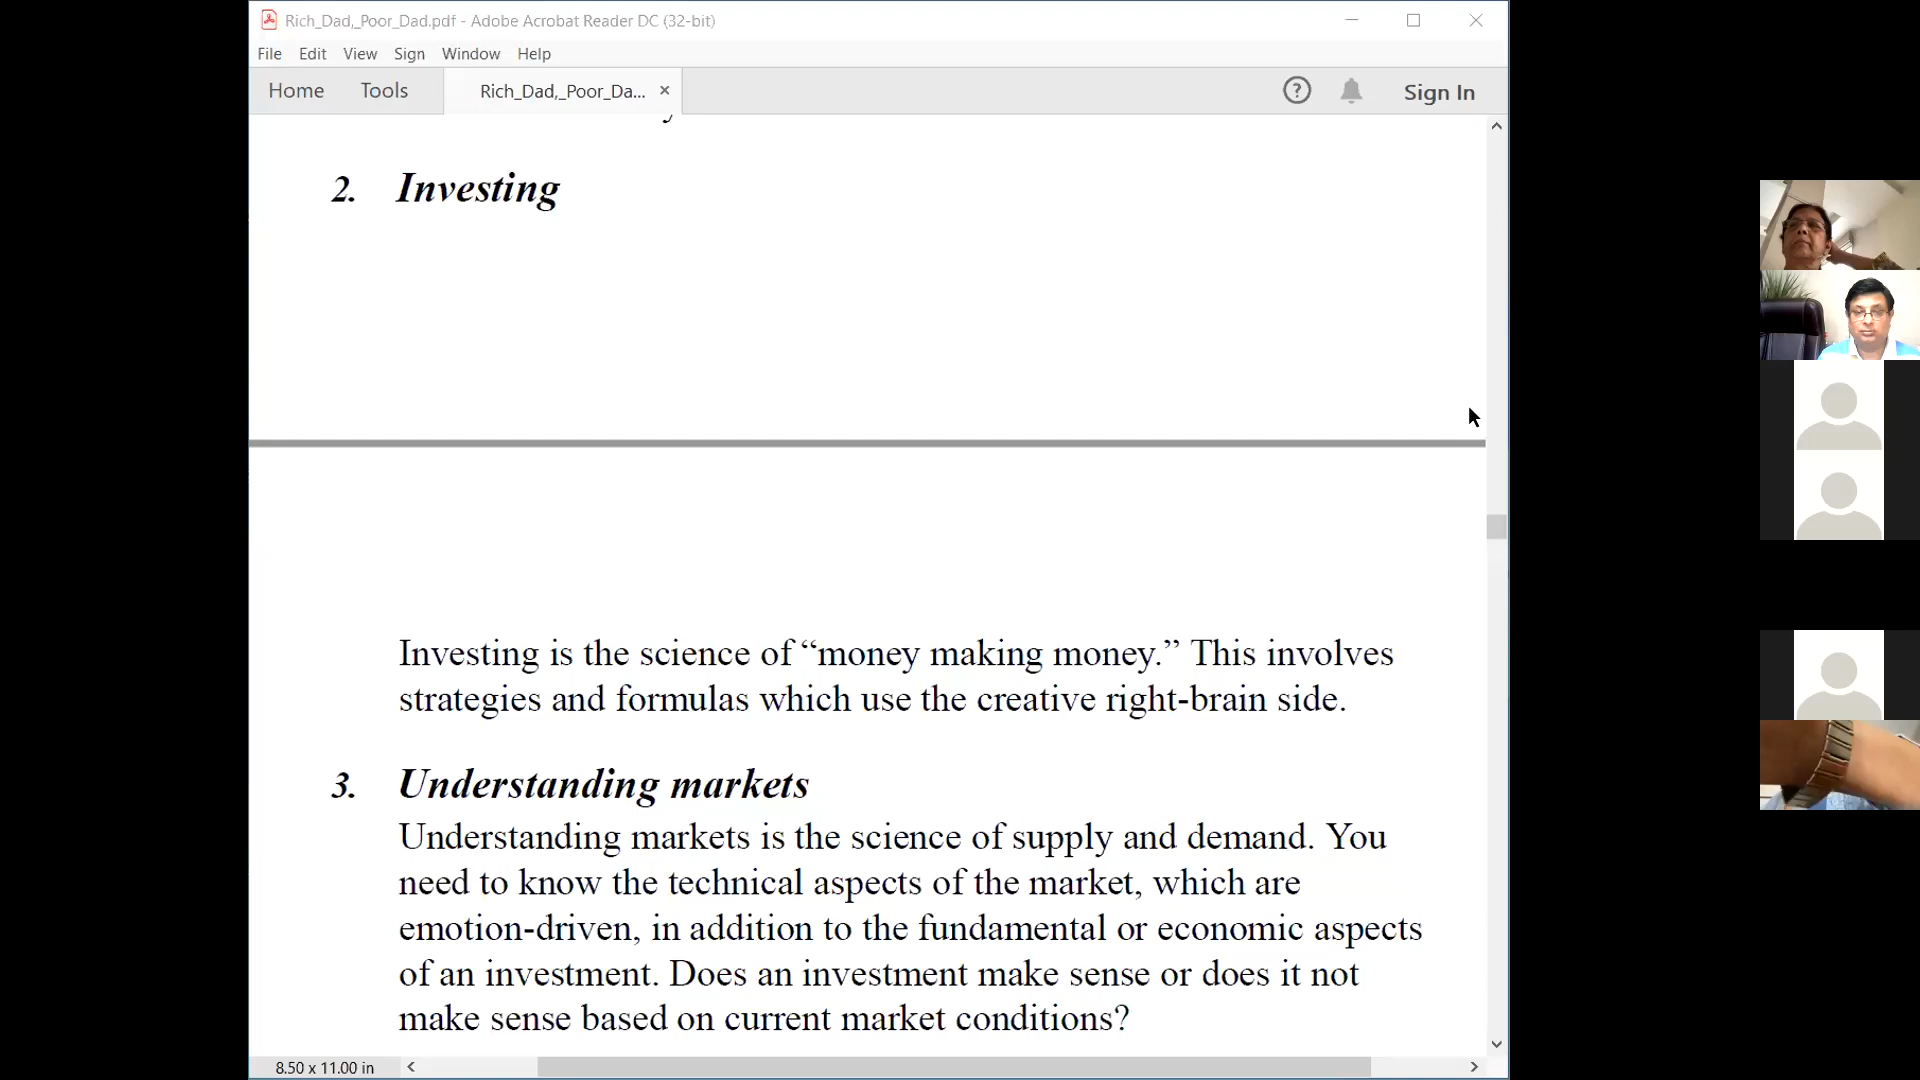 Rich_Dad,_Poor_Dad.pdf - Adobe Acrobat Reader DC (32-bit)
File Edit View Sign Window Help
Home Tools Rich_Dad,_Poor_Da... × ? Sign In
2. Investing
Investing is the science of “money making money.” This involves
strategies and formulas which use the creative right-brain side.
3. Understanding markets
Understanding markets is the science of supply and demand. You
need to know the technical aspects of the market, which are
emotion-driven, in addition to the fundamental or economic aspects
of an investment. Does an investment make sense or does it not
make sense based on current market conditions?
8.50 x 11.00 in